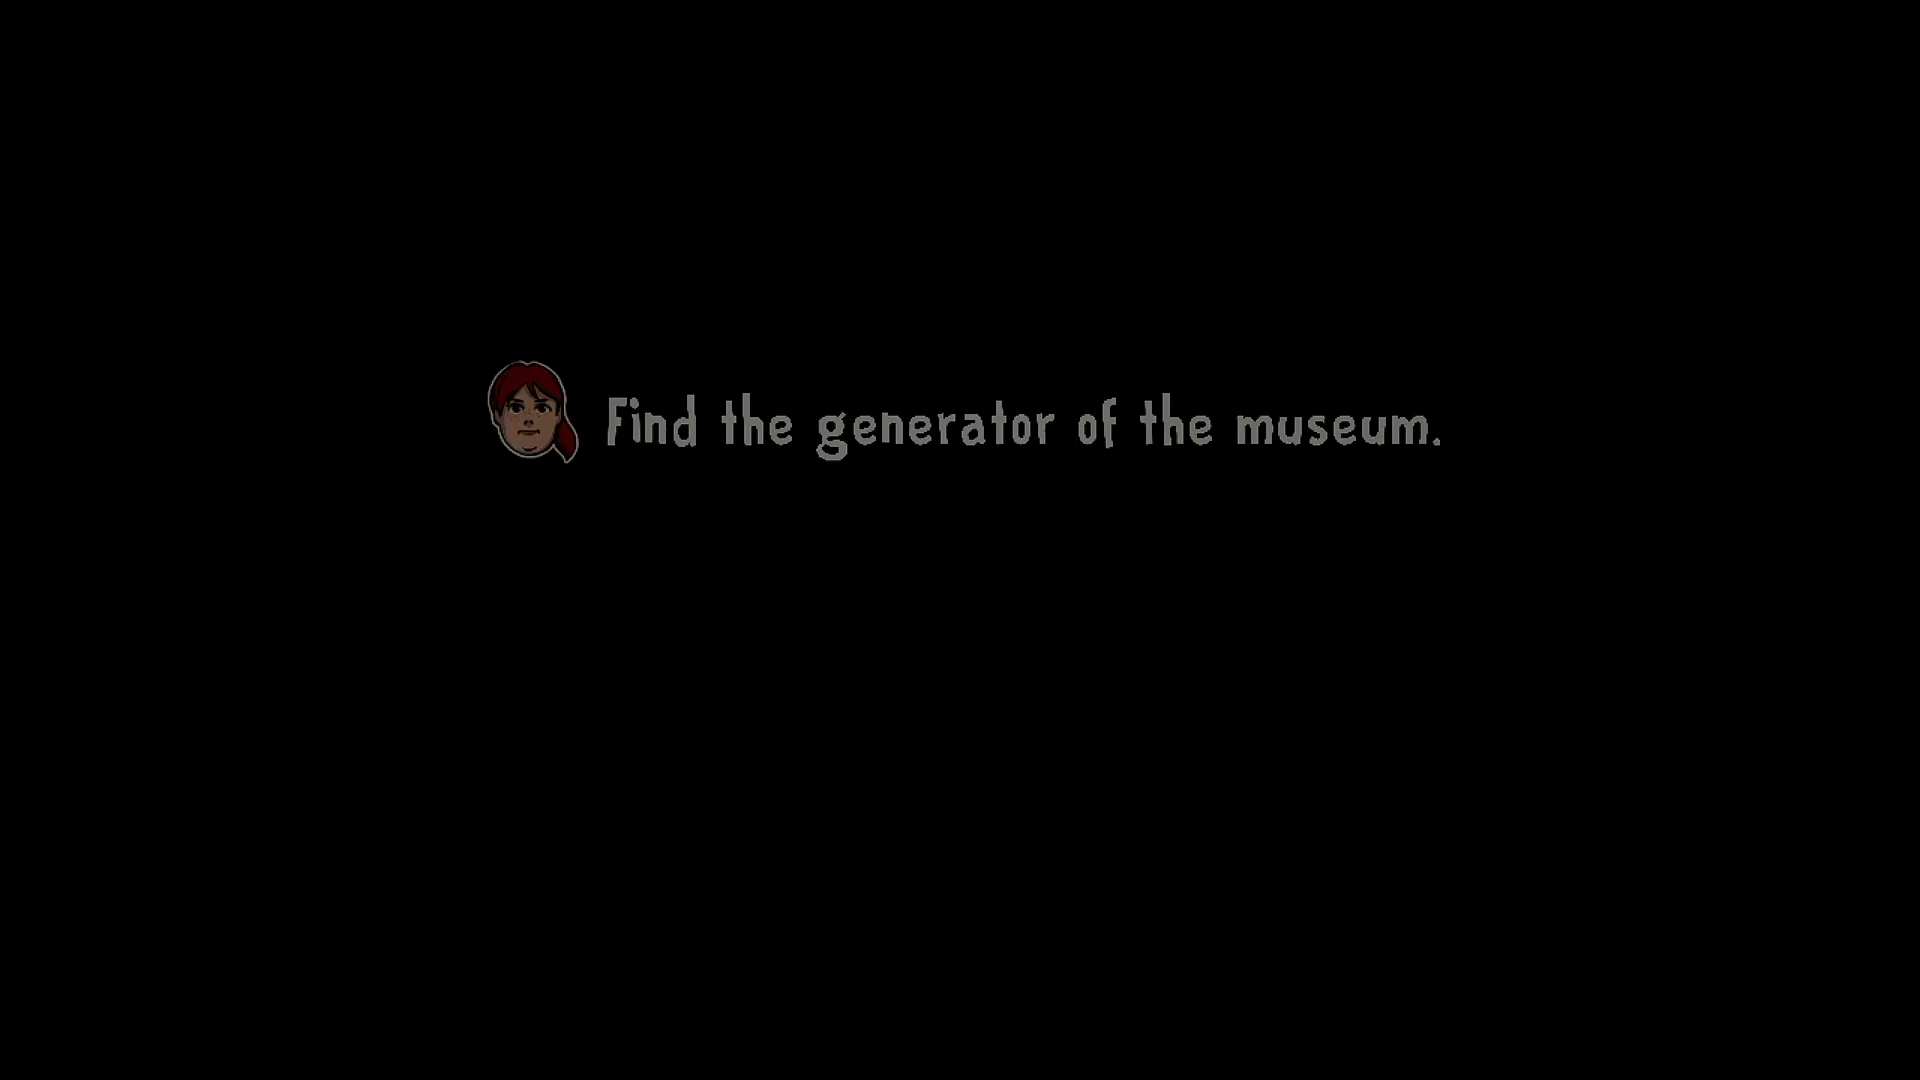 Find the generator of the museum.